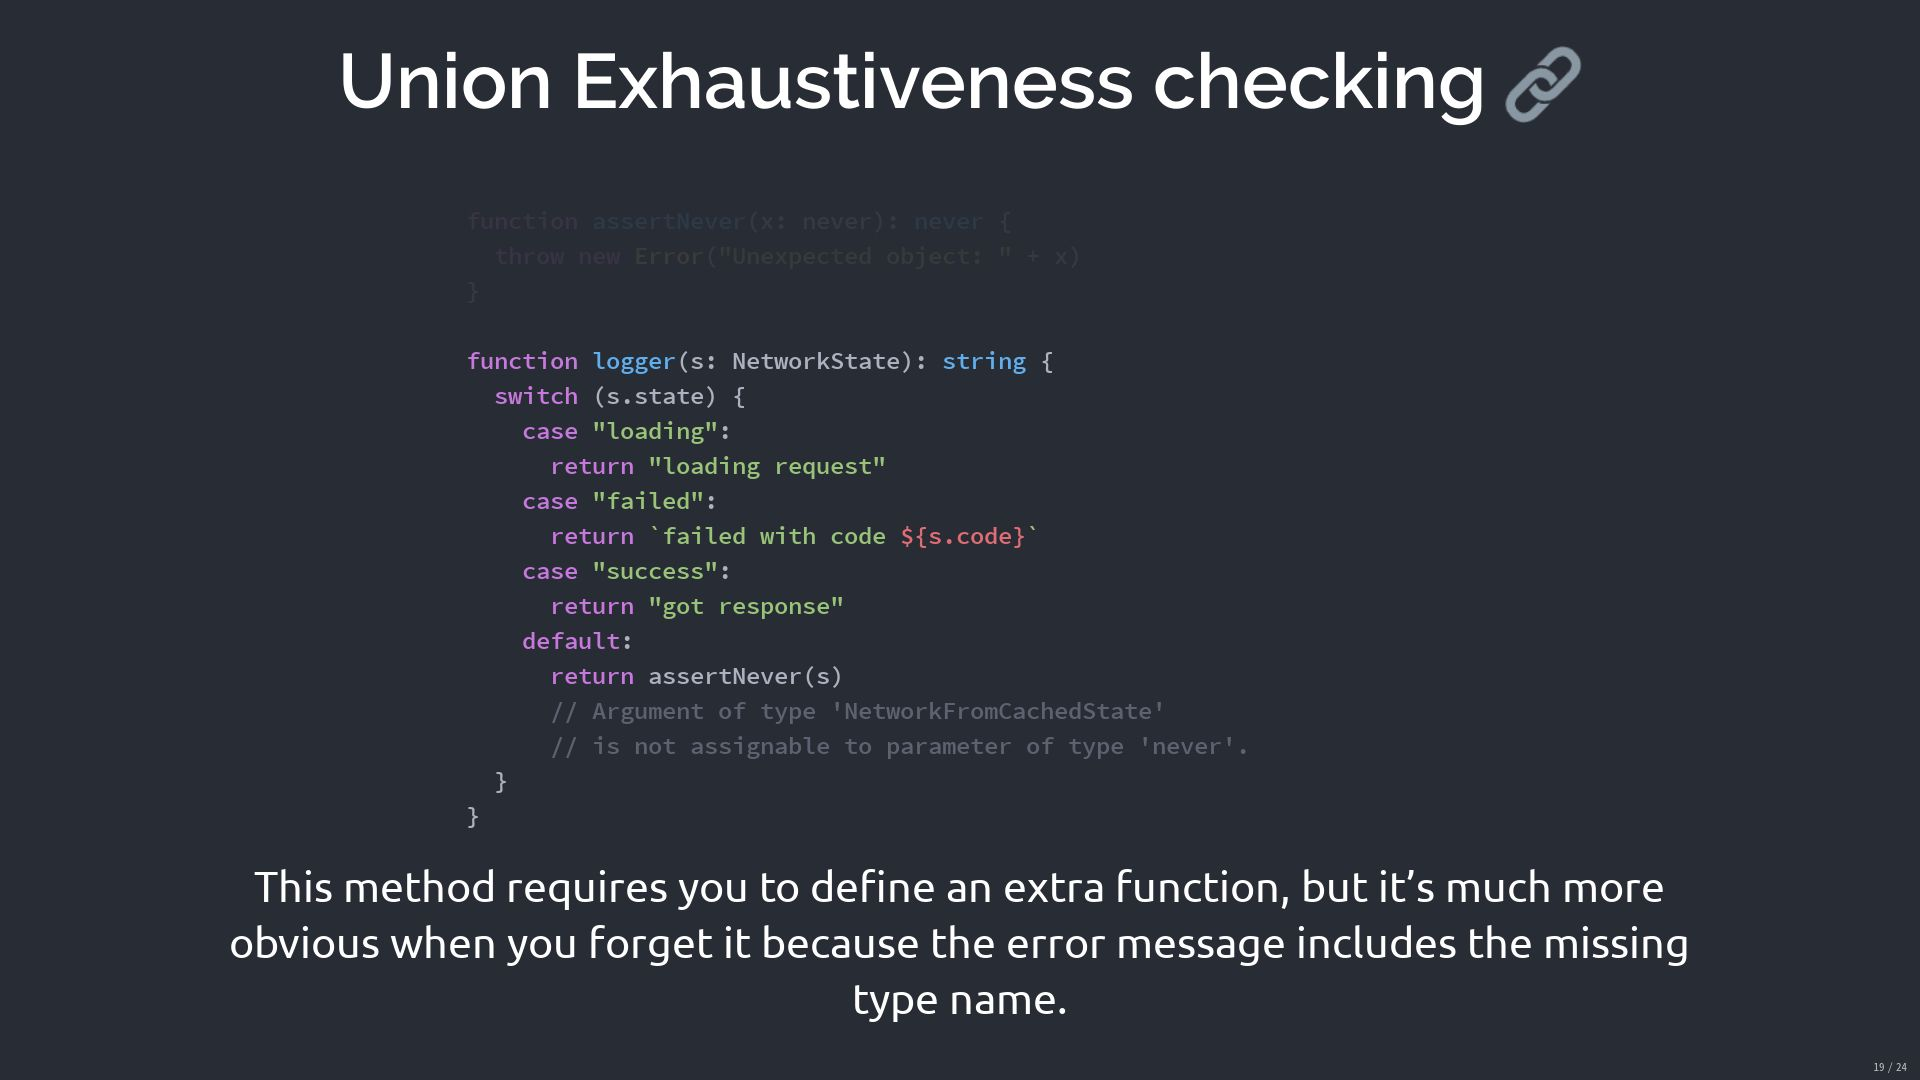 Union Exhaustiveness checking
function assertNever(x: never): never {
  throw new Error("Unexpected object: " + x)
}
function logger(s: NetworkState): string {
  switch (s.state) {
    case "loading":
      return "loading request"
    case "failed":
      return `failed with code ${s.code}`
    case "success":
      return "got response"
    default:
      return assertNever(s)
      // Argument of type 'NetworkFromCachedState'
      // is not assignable to parameter of type 'never'.
  }
}
This method requires you to define an extra function, but it’s much more
obvious when you forget it because the error message includes the missing
type name.
19 / 24